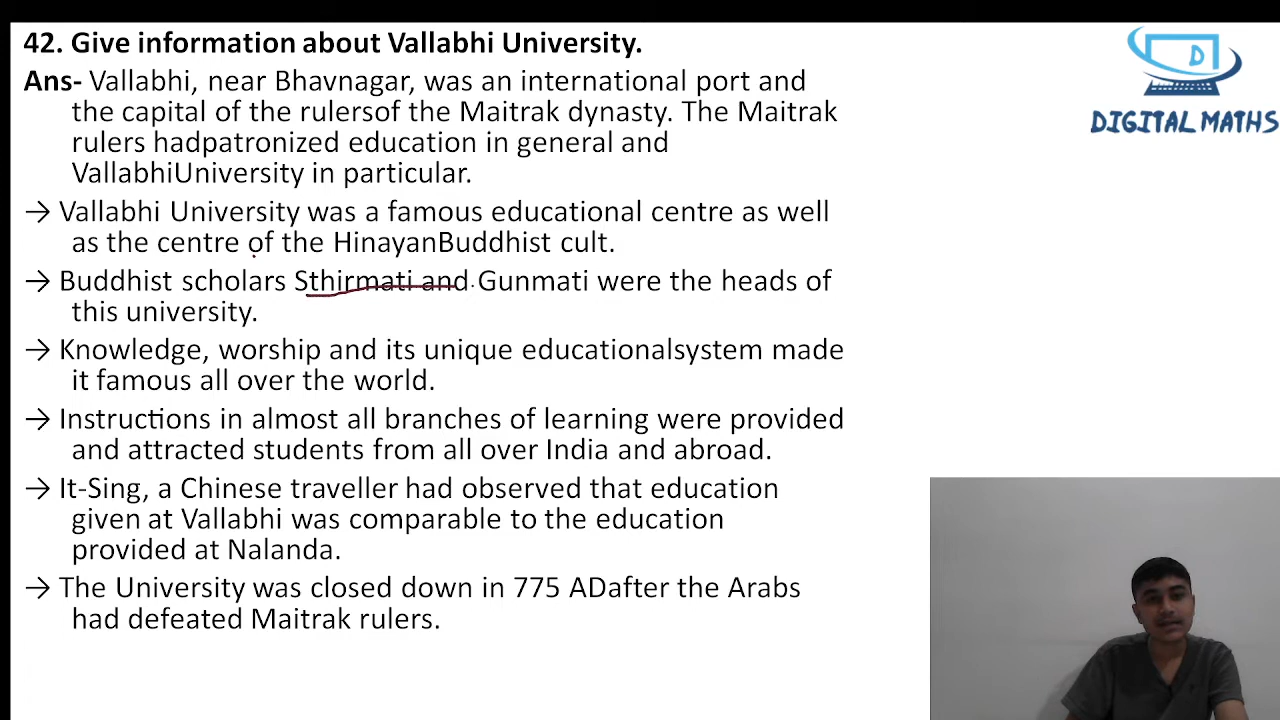 42. Give information about Vallabhi University.
Ans- Vallabhi, near Bhavnagar, was an international port and
the capital of the rulersof the Maitrak dynasty. The Maitrak
rulers hadpatronized education in general and
VallabhiUniversity in particular.
→ Vallabhi University was a famous educational centre as well
as the centre of the HinayanBuddhist cult.
→ Buddhist scholars Sthirmati and Gunmati were the heads of
this university.
→ Knowledge, worship and its unique educationalsystem made
it famous all over the world.
→ Instructions in almost all branches of learning were provided
and attracted students from all over India and abroad.
→ It-Sing, a Chinese traveller had observed that education
given at Vallabhi was comparable to the education
provided at Nalanda.
→ The University was closed down in 775 ADafter the Arabs
had defeated Maitrak rulers.
D
DIGITAL MATHS